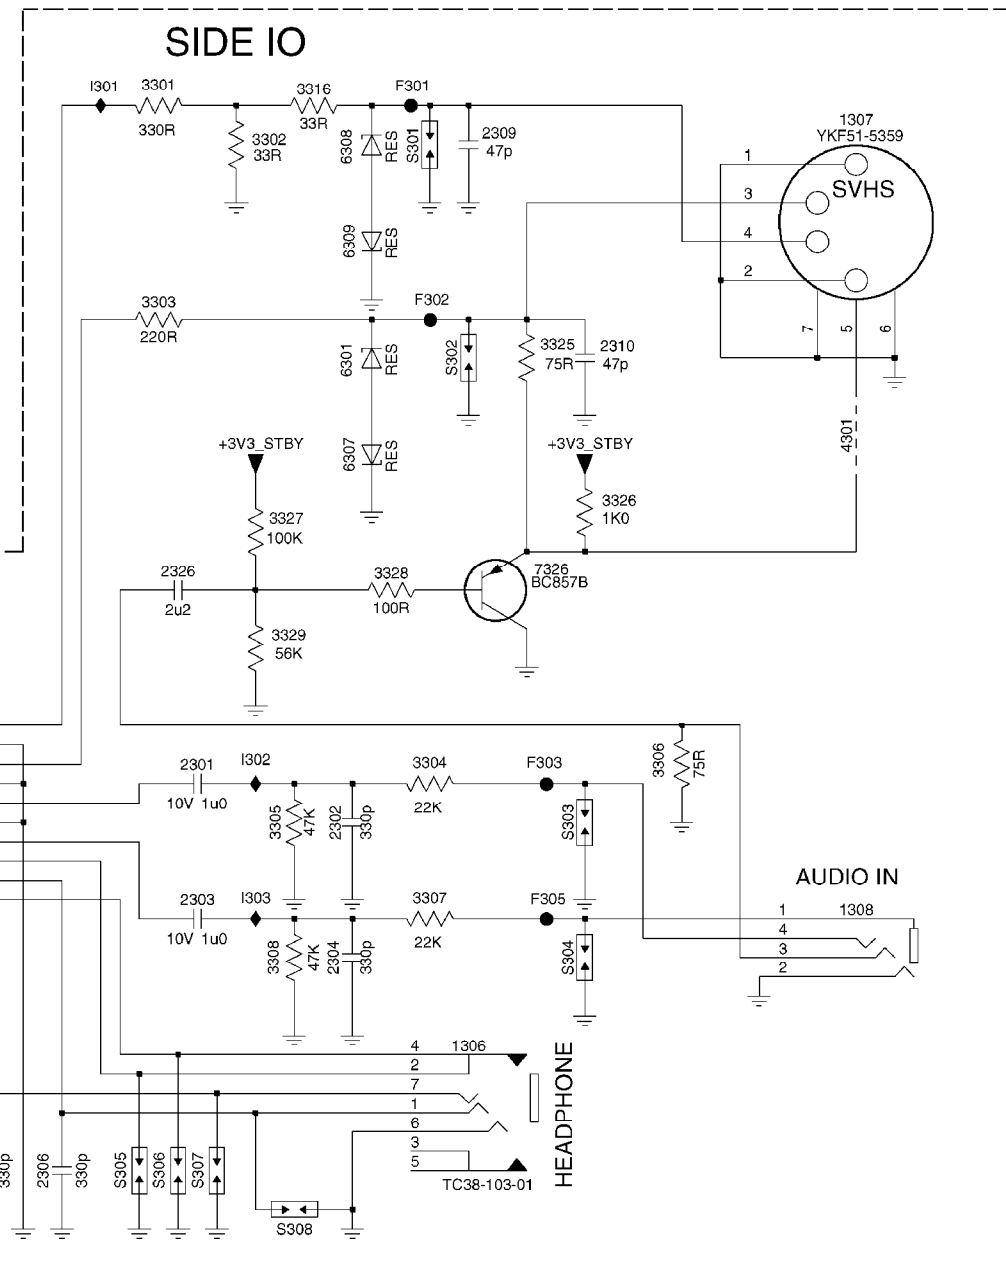 SIDE IO
I301
3301
330R
3316
33R
3302
33R
6308
RES
F301
S301
2309
47p
6309
RES
1307
YKF51-5359
SVHS
1
3
4
2
7
5
6
4301
3303
220R
F302
6301
RES
S302
3325
75R
2310
47p
6307
RES
+3V3_STBY
+3V3_STBY
3327
100K
3326
1K0
2326
2u2
3328
100R
7326
BC857B
3329
56K
3306
75R
2301
10V 1u0
I302
3305
47K
2302
330p
3304
22K
F303
S303
2303
10V 1u0
I303
3308
47K
2304
330p
3307
22K
F305
S304
AUDIO IN
1
1308
4
3
2
4
1306
2
7
1
6
3
5
TC38-103-01
HEADPHONE
330p
2306
330p
S305
S306
S307
S308